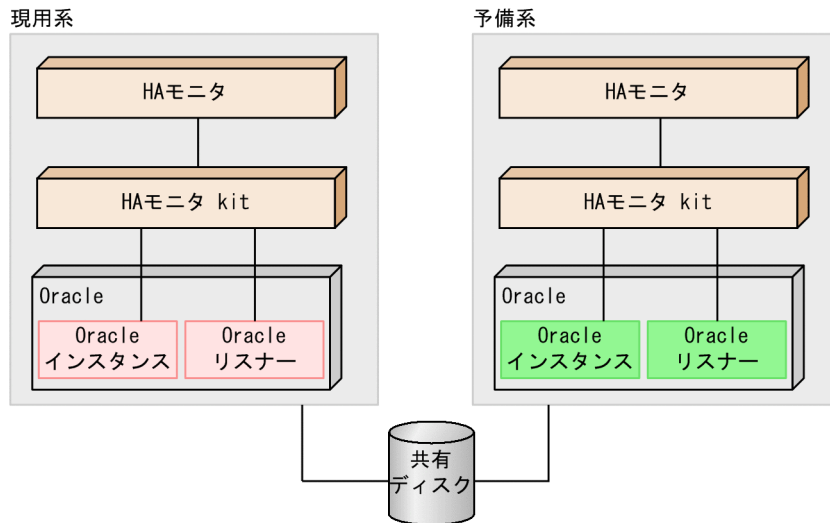 現用系
予備系
HAモニタ
HAモニタ
HAモニタ kit
HAモニタ kit
Oracle
Oracle
インスタンス
Oracle
リスナー
Oracle
Oracle
インスタンス
Oracle
リスナー
共有
ディスク